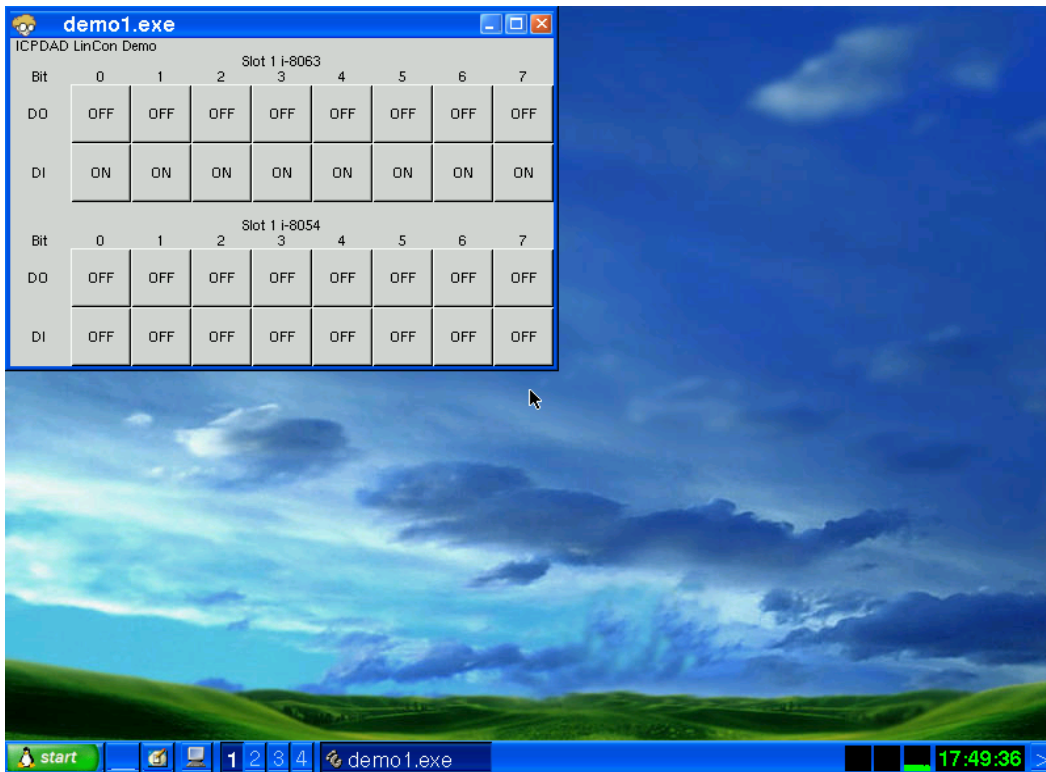 demo1.exe
ICPDAD LinCon Demo
Slot 1 i-8063
Bit 0 1 2 3 4 5 6 7
DO OFF OFF OFF OFF OFF OFF OFF OFF
DI ON ON ON ON ON ON ON ON
Slot 1 i-8054
Bit 0 1 2 3 4 5 6 7
DO OFF OFF OFF OFF OFF OFF OFF OFF
DI OFF OFF OFF OFF OFF OFF OFF OFF
start 1 2 3 4 demo1.exe 17:49:36 >